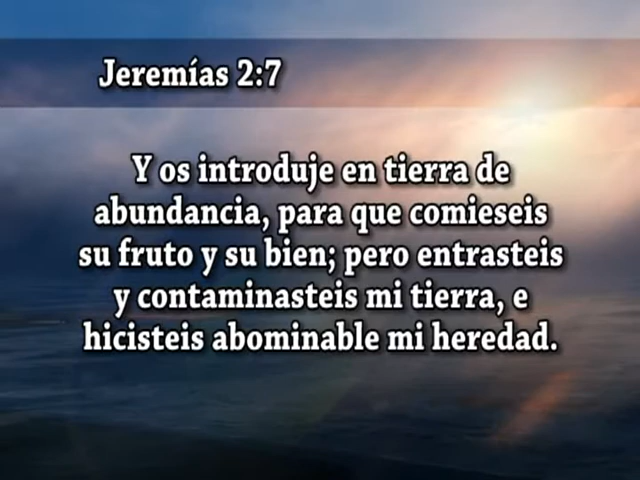 Jeremías 2:7
Y os introduje en tierra de
abundancia, para que comieseis
su fruto y su bien; pero entrasteis
y contaminasteis mi tierra, e
hicisteis abominable mi heredad.